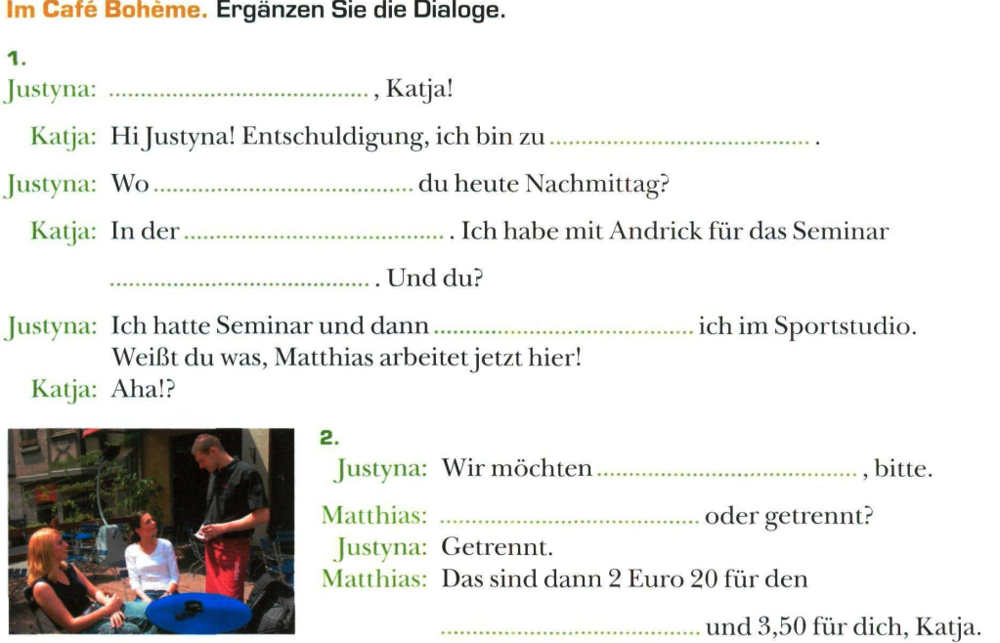 Im Café Bohème. Ergänzen Sie die Dialoge.
1.
Justyna: ........................................ , Katja!
Katja: Hi Justyna! Entschuldigung, ich bin zu ........................................ .
Justyna: Wo ........................................ du heute Nachmittag?
Katja: In der ........................................ . Ich habe mit Andrick für das Seminar
........................................ . Und du?
Justyna: Ich hatte Seminar und dann ........................................ ich im Sportstudio.
Weißt du was, Matthias arbeitet jetzt hier!
Katja: Aha!?
2.
Justyna: Wir möchten ........................................ , bitte.
Matthias: ........................................ oder getrennt?
Justyna: Getrennt.
Matthias: Das sind dann 2 Euro 20 für den
........................................ und 3,50 für dich, Katja.